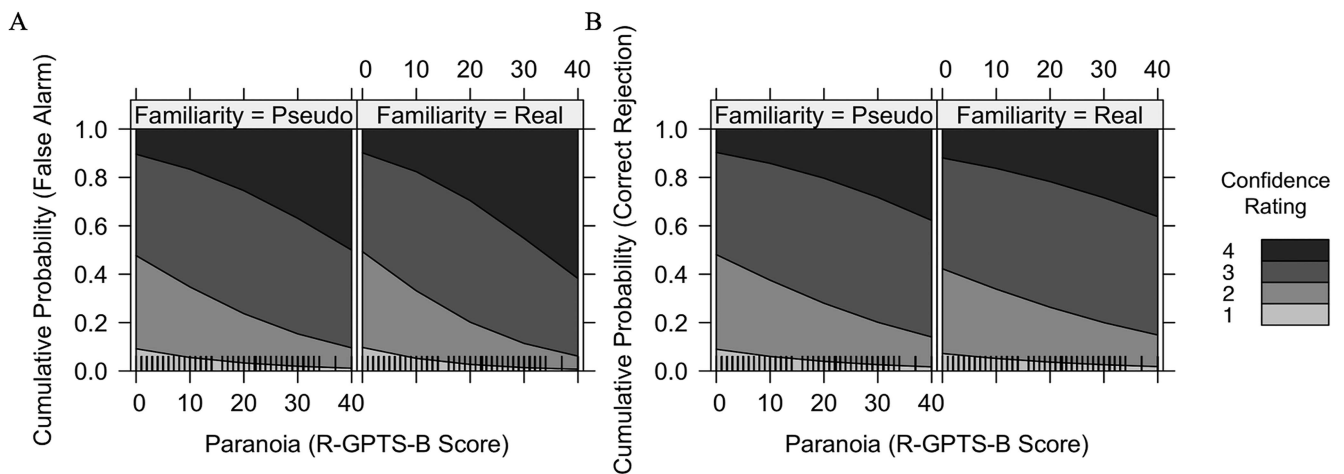 A
B
Cumulative Probability (False Alarm)
0 10 20 30 40
Familiarity = Pseudo
Familiarity = Real
1.0
0.8
0.6
0.4
0.2
0.0
0 10 20 30 40
Paranoia (R-GPTS-B Score)
Cumulative Probability (Correct Rejection)
0 10 20 30 40
Familiarity = Pseudo
Familiarity = Real
1.0
0.8
0.6
0.4
0.2
0.0
0 10 20 30 40
Paranoia (R-GPTS-B Score)
Confidence
Rating
4
3
2
1